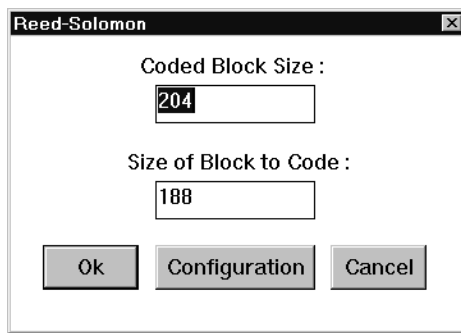 Reed-Solomon
Coded Block Size :
204
Size of Block to Code :
188
Ok Configuration Cancel